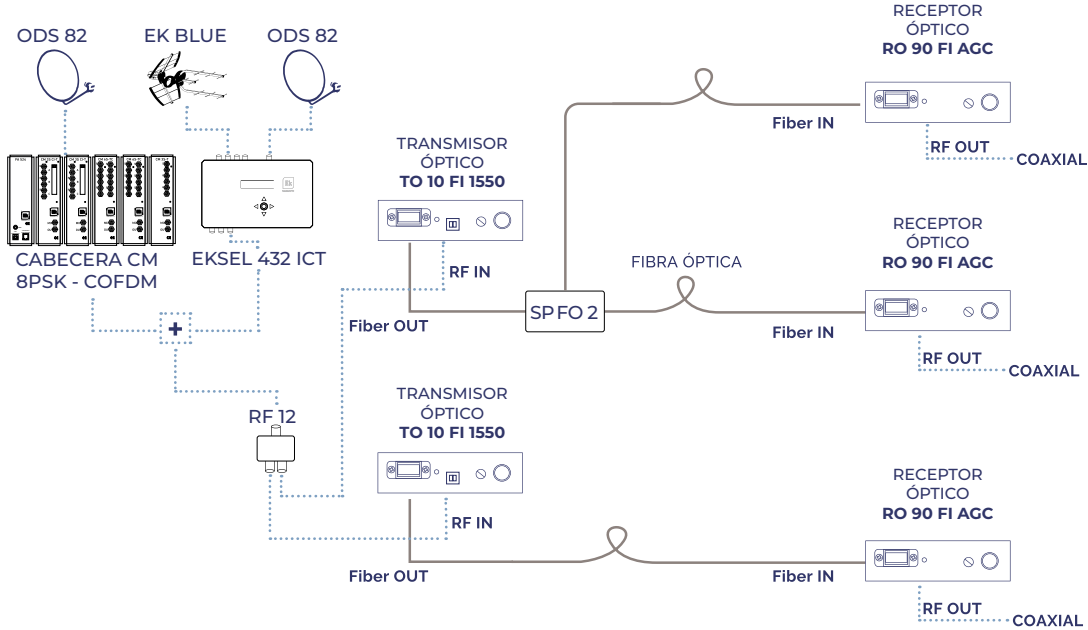 ODS 82
EK BLUE
ODS 82
CABECERA CM
8PSK - COFDM
EKSEL 432 ICT
+
RF 12
TRANSMISOR
ÓPTICO
TO 10 FI 1550
RF IN
Fiber OUT
SP FO 2
FIBRA ÓPTICA
RECEPTOR
ÓPTICO
RO 90 FI AGC
Fiber IN
RF OUT
COAXIAL
RECEPTOR
ÓPTICO
RO 90 FI AGC
Fiber IN
RF OUT
COAXIAL
TRANSMISOR
ÓPTICO
TO 10 FI 1550
RF IN
Fiber OUT
RECEPTOR
ÓPTICO
RO 90 FI AGC
Fiber IN
RF OUT
COAXIAL